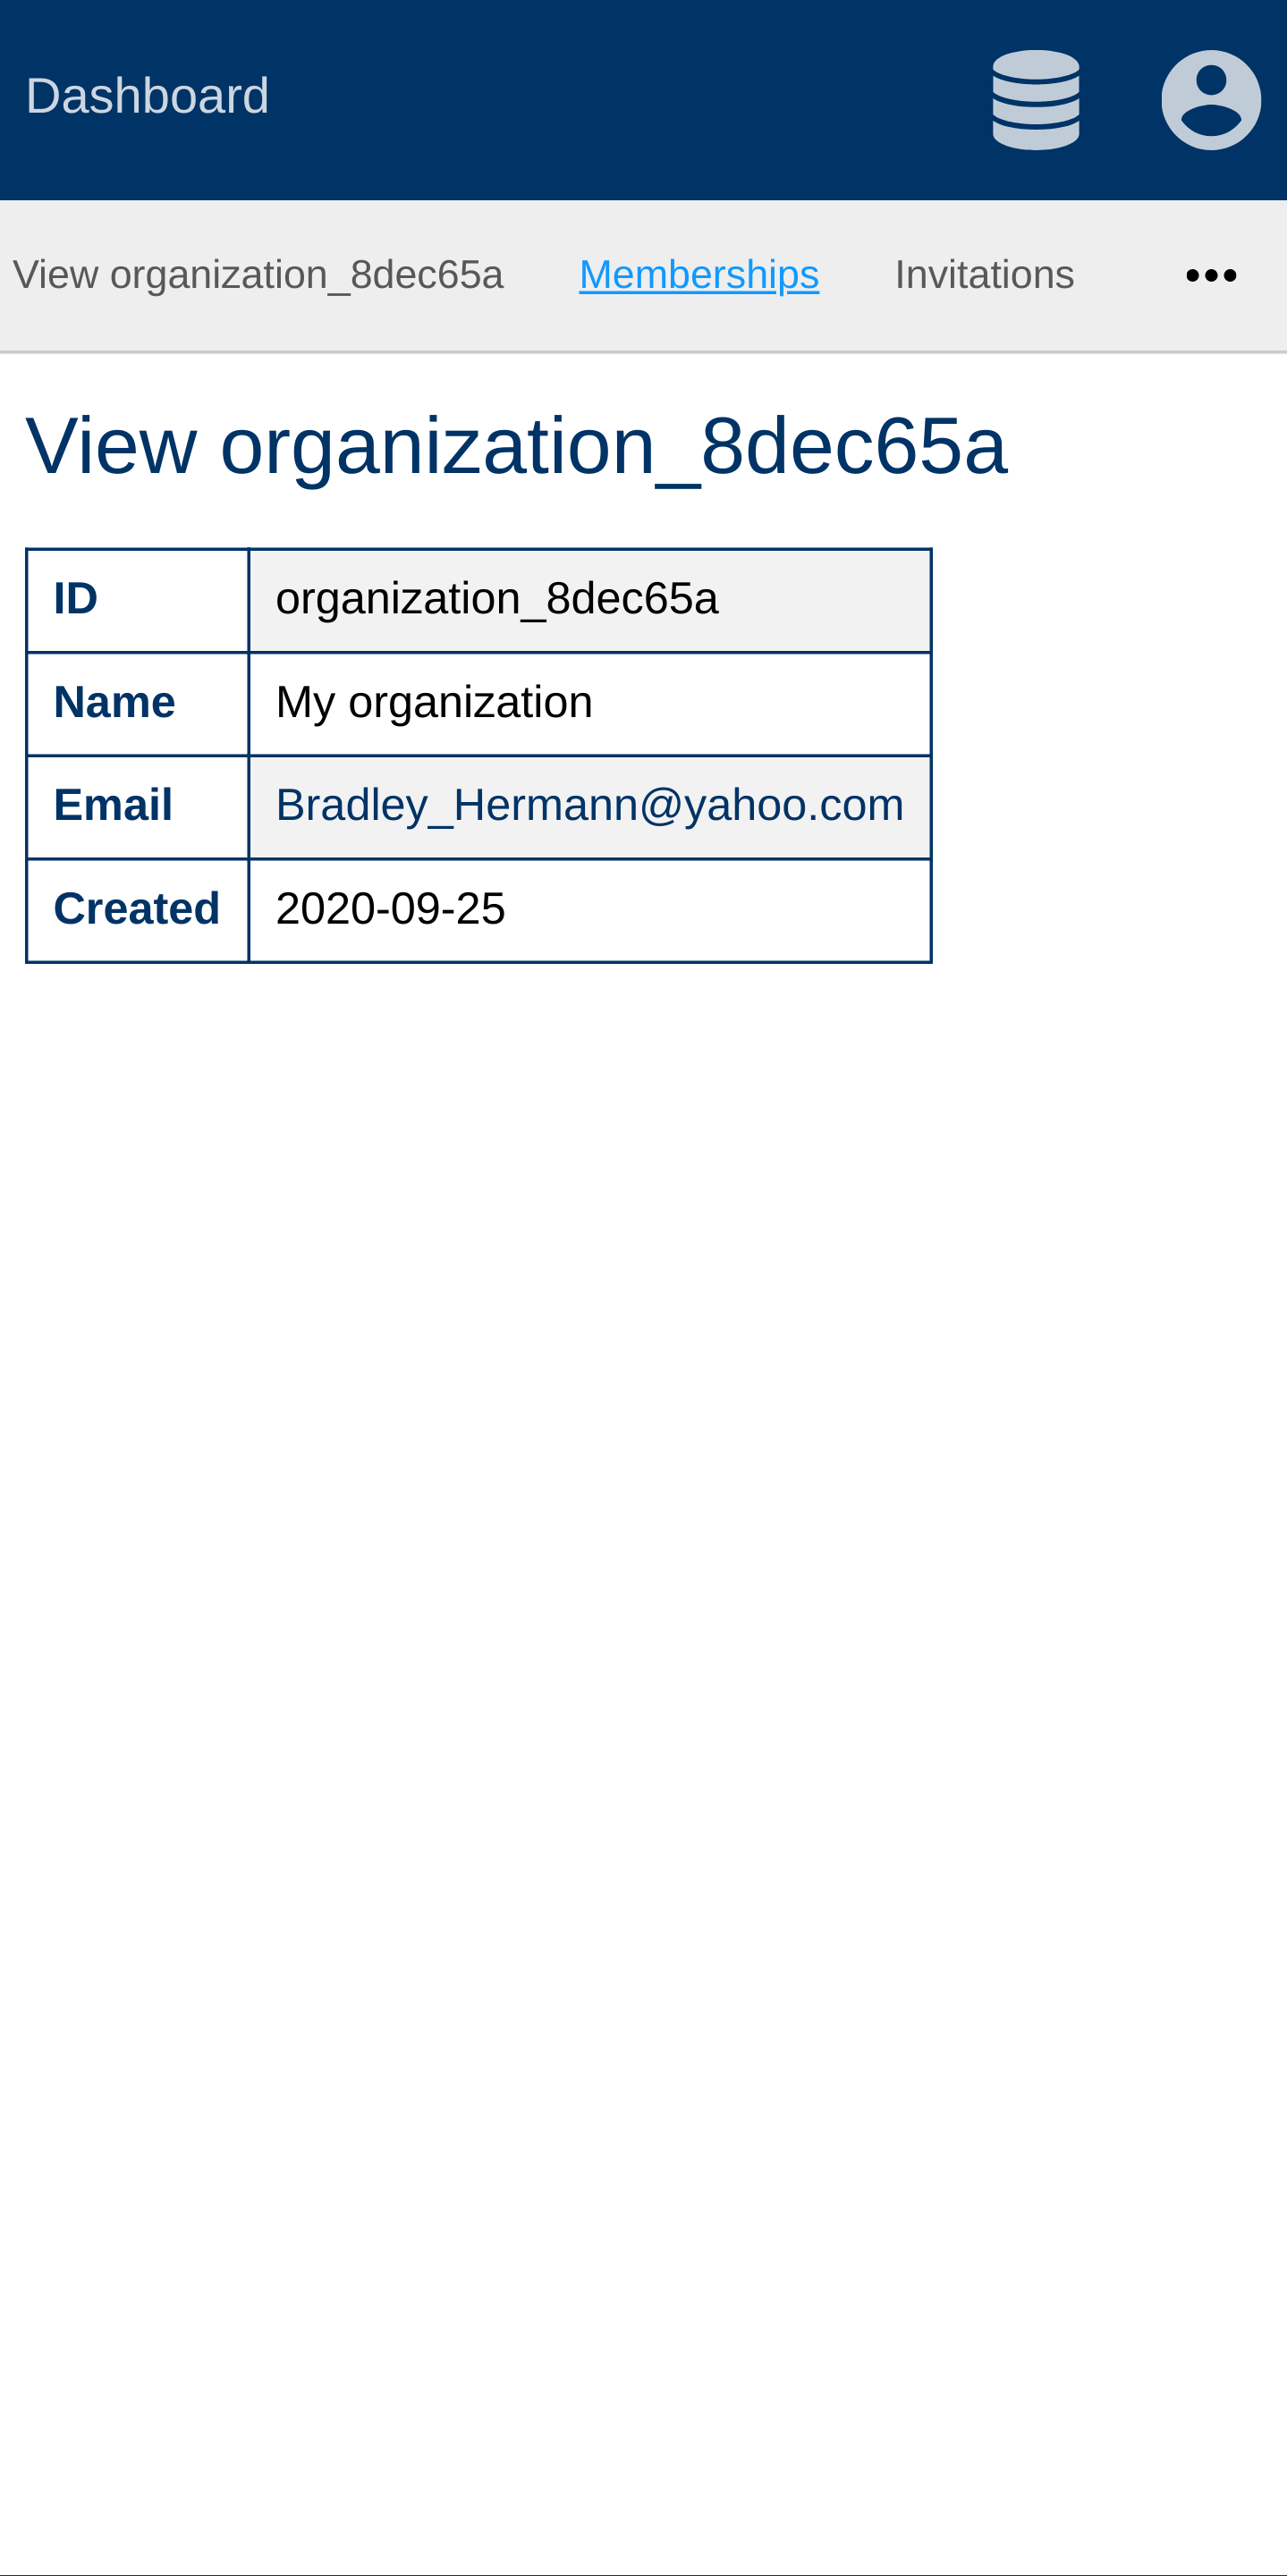 Dashboard
View organization_8dec65a Memberships Invitations •••
View organization_8dec65a
ID organization_8dec65a
Name My organization
Email Bradley_Hermann@yahoo.com
Created 2020-09-25